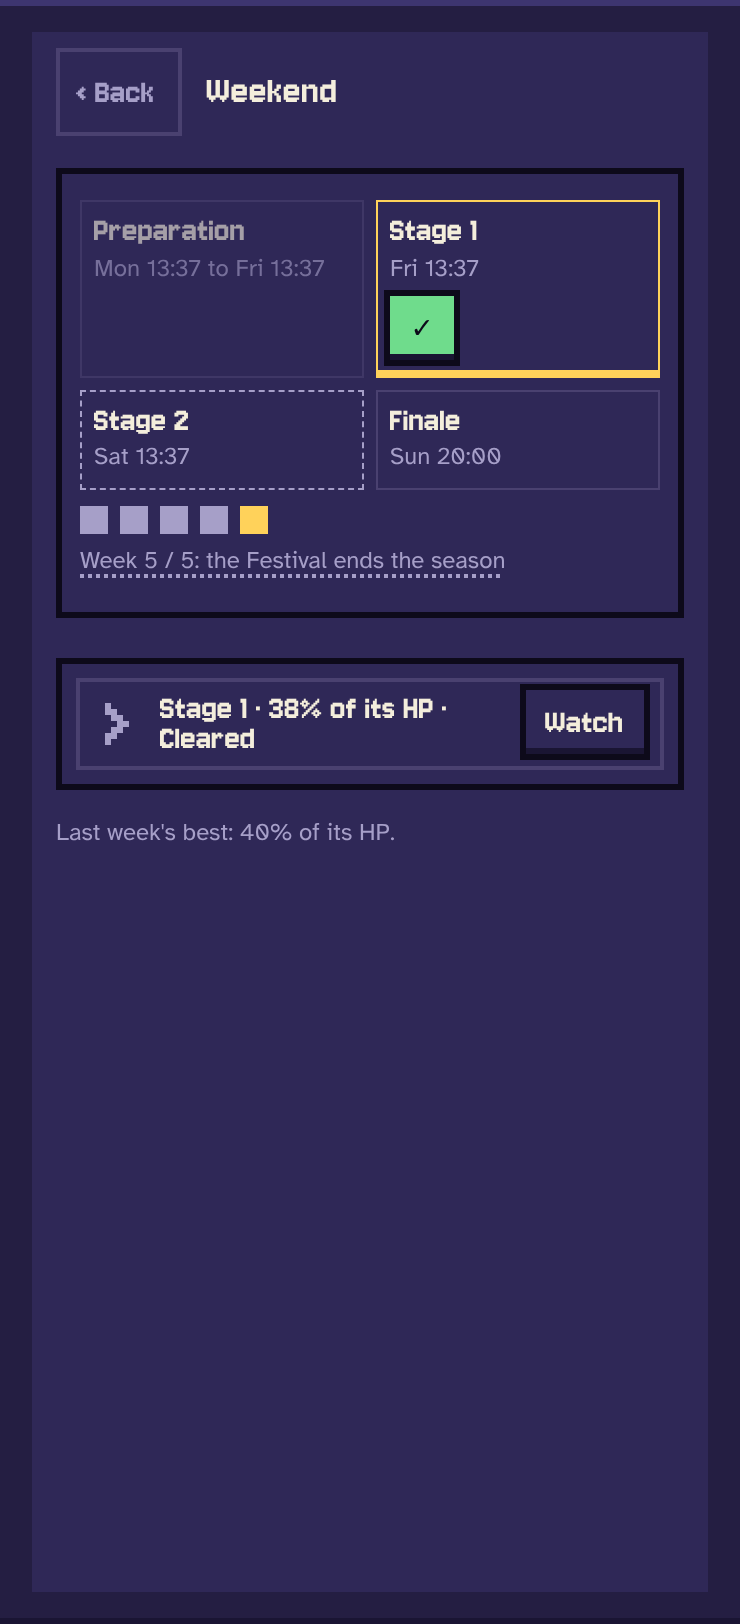 ‹ Back
Weekend
Preparation
Mon 13:37 to Fri 13:37
Stage 1
Fri 13:37
✓
Stage 2
Sat 13:37
Finale
Sun 20:00
Week 5 / 5: the Festival ends the season
Stage 1 · 38% of its HP ·
Cleared
Watch
Last week's best: 40% of its HP.